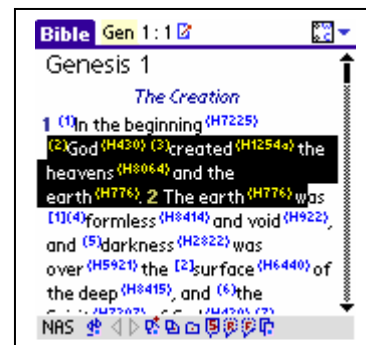 Bible Gen 1:1
Genesis 1
The Creation
1 (1)In the beginning (H7225)
(2)God (H430) (3)created (H1254a) the
heavens (H8064) and the
earth (H776). 2 The earth (H776) was
[1](4)formless (H8414) and void (H922),
and (5)darkness (H2822) was
over (H5921) the [2]surface (H6440) of
the deep (H8415), and (6)the
NAS